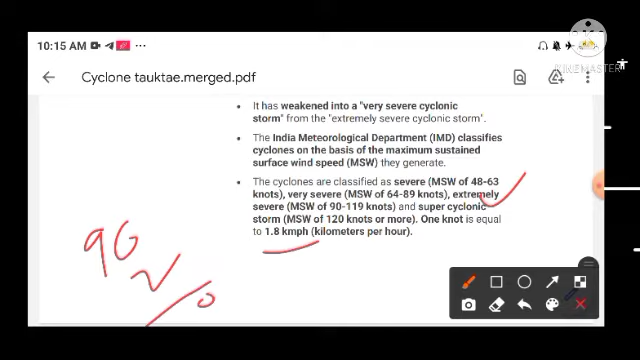 10:15 AM
KINEMASTER
Cyclone tauktae.merged.pdf
• It has weakened into a "very severe cyclonic
storm" from the "extremely severe cyclonic storm".
• The India Meteorological Department (IMD) classifies
cyclones on the basis of the maximum sustained
surface wind speed (MSW) they generate.
• The cyclones are classified as severe (MSW of 48-63
knots), very severe (MSW of 64-89 knots), extremely
severe (MSW of 90-119 knots) and super cyclonic
storm (MSW of 120 knots or more). One knot is equal
to 1.8 kmph (kilometers per hour).